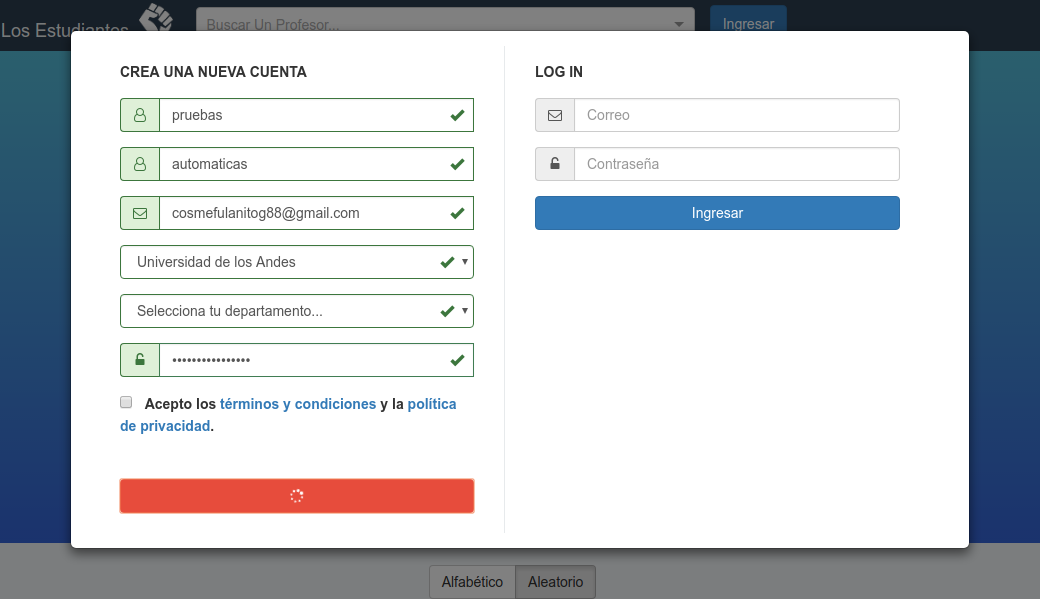 Los Estudiantes
Buscar Un Profesor...
Ingresar
CREA UNA NUEVA CUENTA
pruebas
automaticas
cosmefulanitog88@gmail.com
Universidad de los Andes
Selecciona tu departamento...
••••••••••••••••
Acepto los términos y condiciones y la política
de privacidad.
LOG IN
Correo
Contraseña
Ingresar
Alfabético
Aleatorio